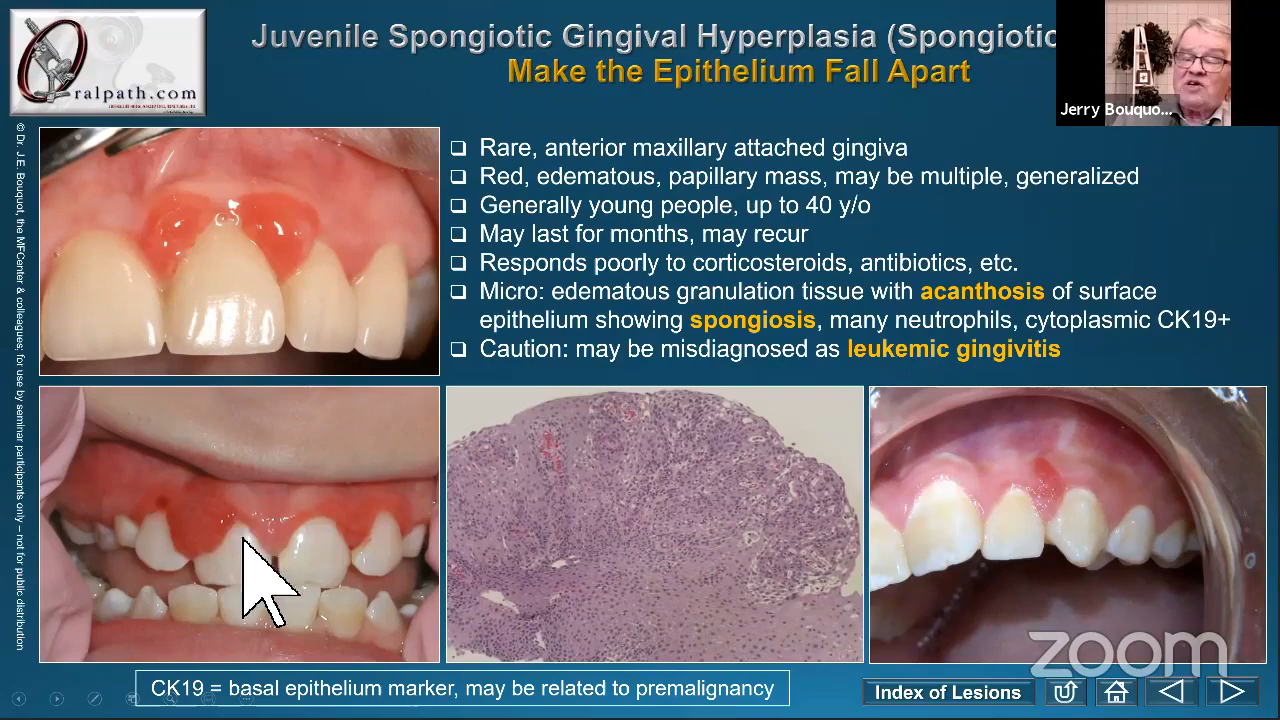 Oralpath.com
Juvenile Spongiotic Gingival Hyperplasia (Spongiotic
Make the Epithelium Fall Apart
Jerry Bouquo...
© Dr. J.E. Bouquot, the MFCenter & colleagues; for use by seminar participants only – not for public distribution
❑ Rare, anterior maxillary attached gingiva
❑ Red, edematous, papillary mass, may be multiple, generalized
❑ Generally young people, up to 40 y/o
❑ May last for months, may recur
❑ Responds poorly to corticosteroids, antibiotics, etc.
❑ Micro: edematous granulation tissue with acanthosis of surface
epithelium showing spongiosis, many neutrophils, cytoplasmic CK19+
❑ Caution: may be misdiagnosed as leukemic gingivitis
zoom
CK19 = basal epithelium marker, may be related to premalignancy
Index of Lesions